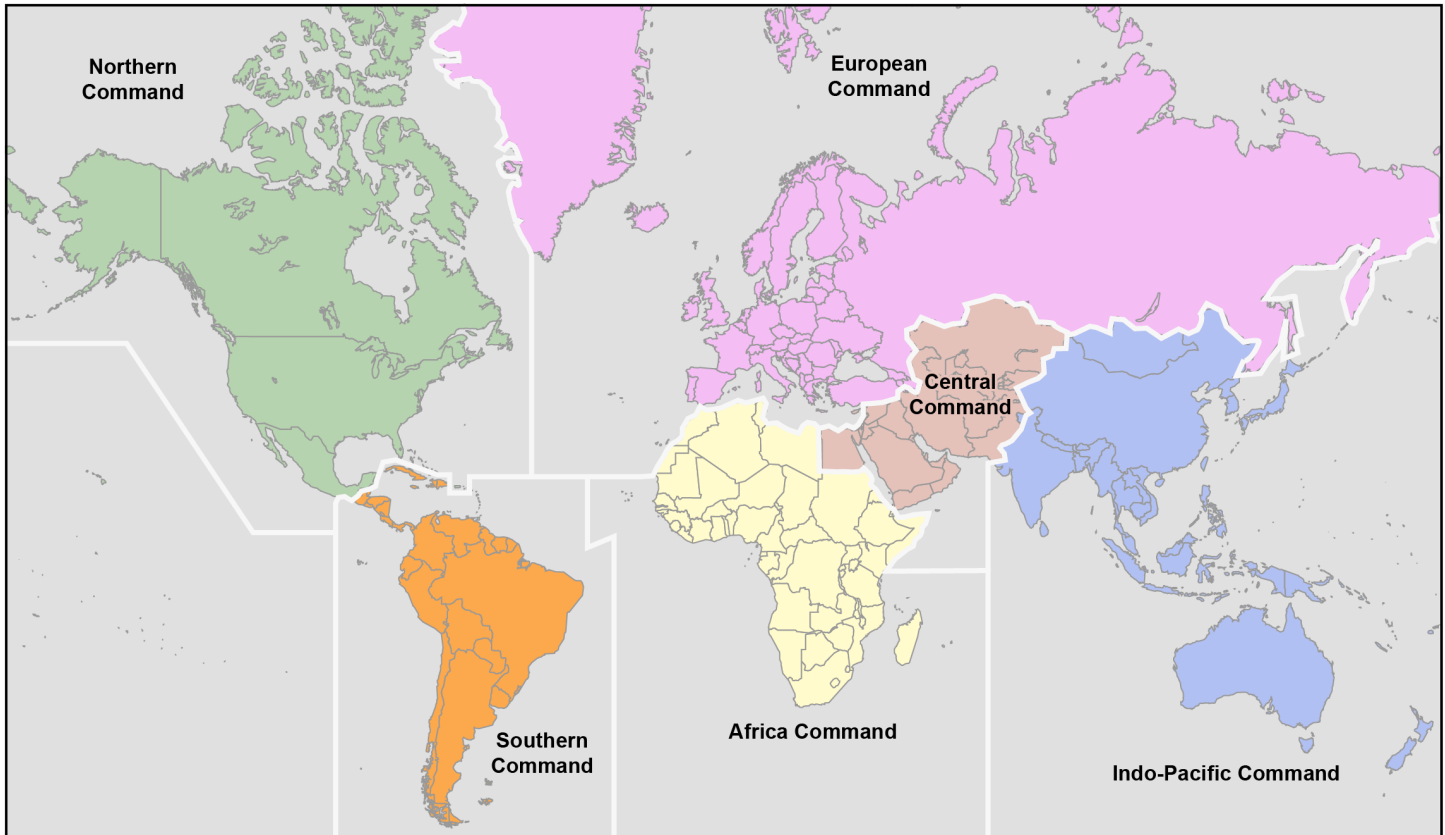 Northern
Command
European
Command
Central
Command
Southern
Command
Africa Command
Indo-Pacific Command